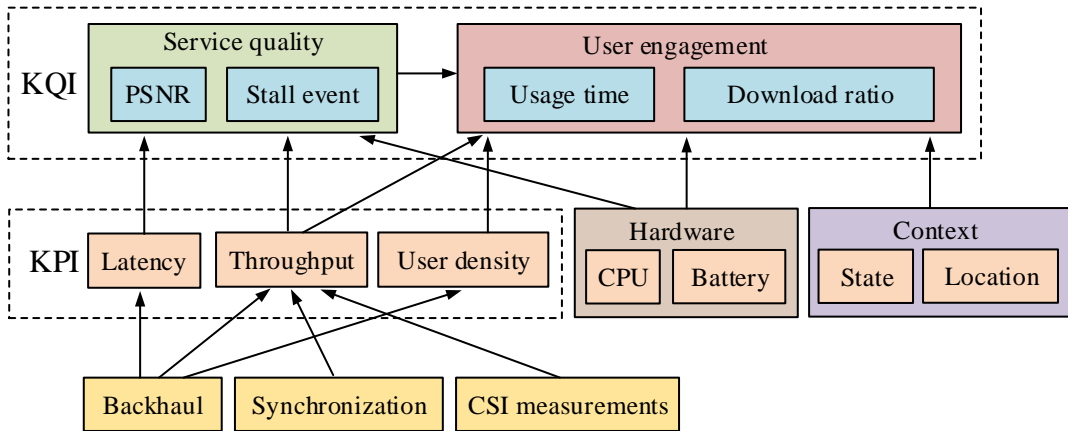 Service quality
User engagement
KQI
PSNR
Stall event
Usage time
Download ratio
KPI
Latency
Throughput
User density
Hardware
CPU
Battery
Context
State
Location
Backhaul
Synchronization
CSI measurements